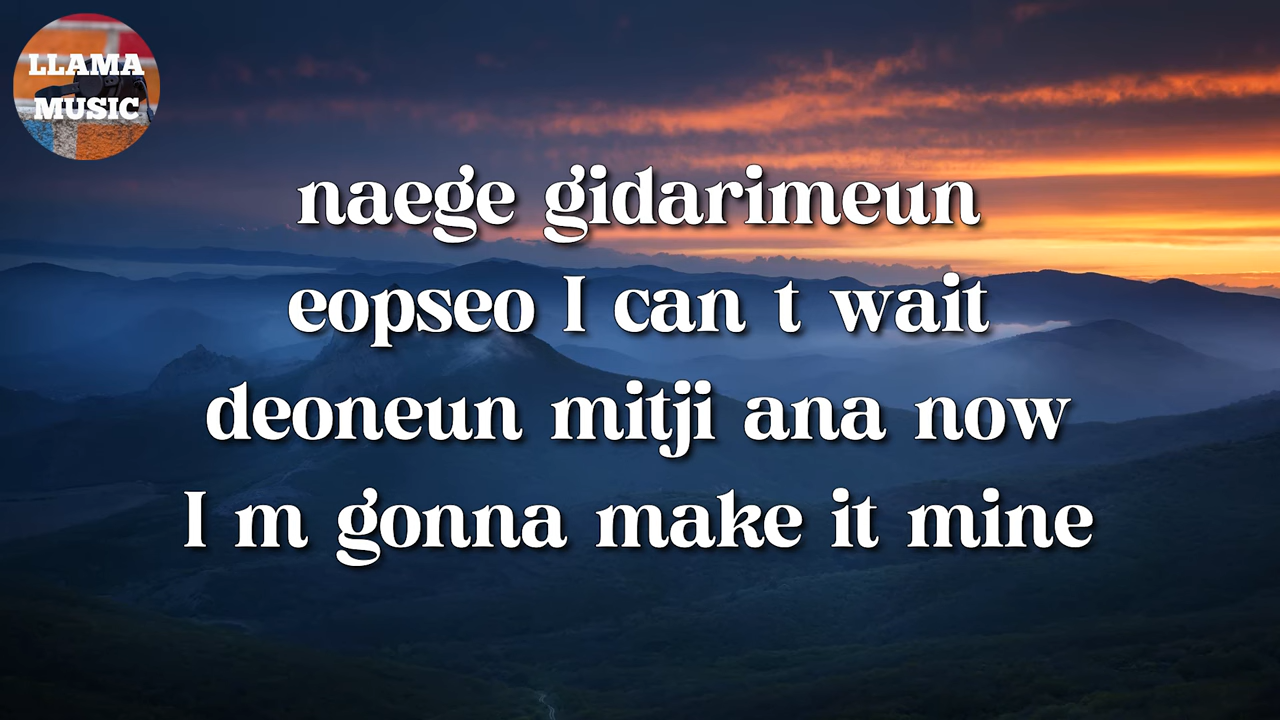 LLAMA
MUSIC
naege gidarimeun
eopseo I can t wait
deoneun mitji ana now
I m gonna make it mine